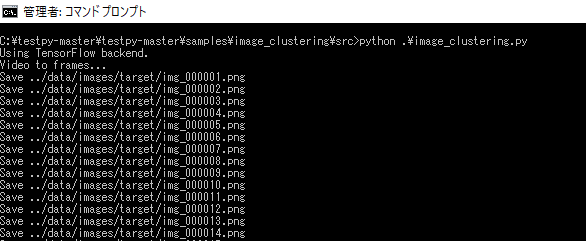 管理者: コマンド プロンプト
C:¥testpy-master¥testpy-master¥samples¥image_clustering¥src>python .¥image_clustering.py
Using TensorFlow backend.
Video to frames...
Save ../data/images/target/img_000001.png
Save ../data/images/target/img_000002.png
Save ../data/images/target/img_000003.png
Save ../data/images/target/img_000004.png
Save ../data/images/target/img_000005.png
Save ../data/images/target/img_000006.png
Save ../data/images/target/img_000007.png
Save ../data/images/target/img_000008.png
Save ../data/images/target/img_000009.png
Save ../data/images/target/img_000010.png
Save ../data/images/target/img_000011.png
Save ../data/images/target/img_000012.png
Save ../data/images/target/img_000013.png
Save ../data/images/target/img_000014.png